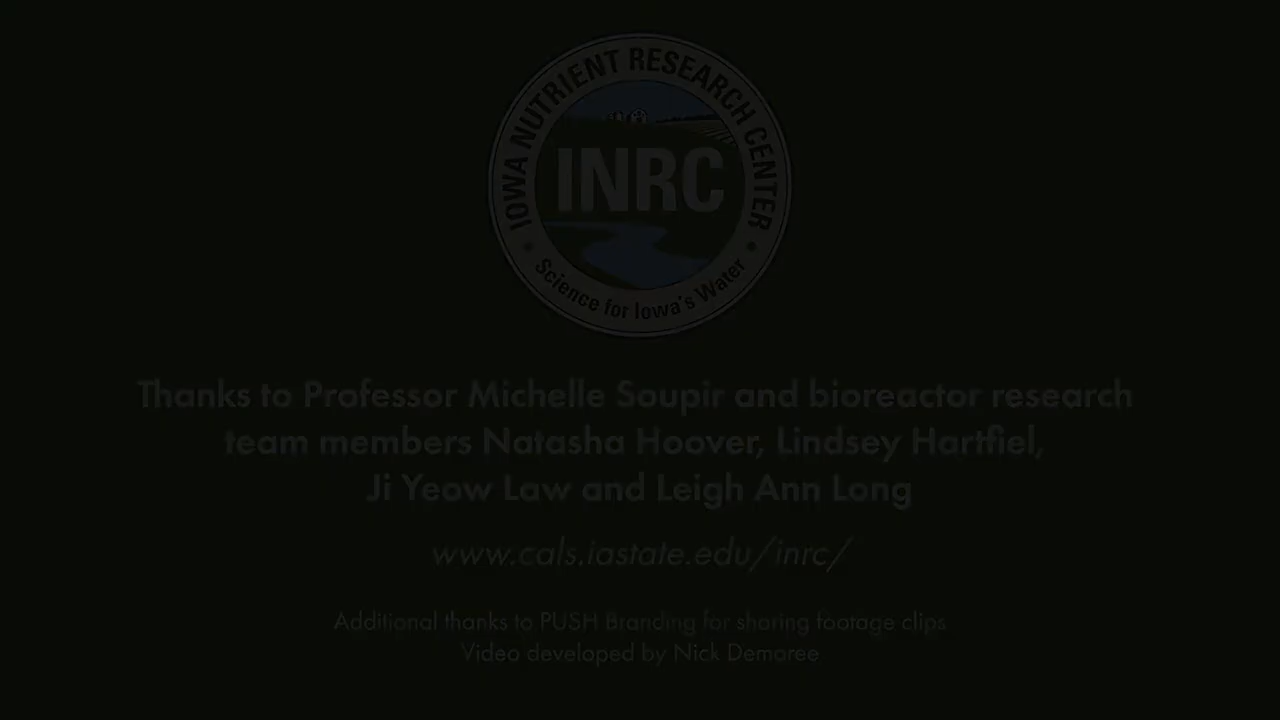 IOWA NUTRIENT RESEARCH CENTER
INRC
Science for Iowa's Water
Thanks to Professor Michelle Soupir and bioreactor research
team members Natasha Hoover, Lindsey Hartfiel,
Ji Yeow Law and Leigh Ann Long
www.cals.iastate.edu/inrc/
Additional thanks to PUSH Branding for sharing footage clips
Video developed by Nick Demaree